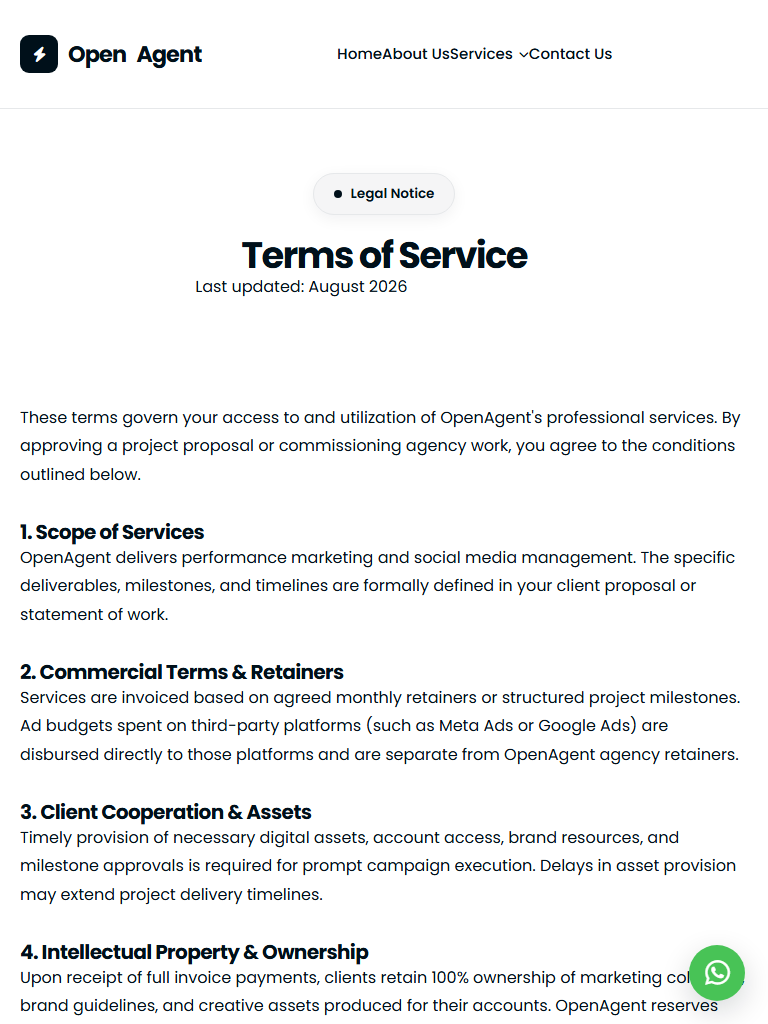 Open Agent
Home About Us Services Contact Us
Legal Notice
Terms of Service
Last updated: August 2026
These terms govern your access to and utilization of OpenAgent's professional services. By
approving a project proposal or commissioning agency work, you agree to the conditions
outlined below.
1. Scope of Services
OpenAgent delivers performance marketing and social media management. The specific
deliverables, milestones, and timelines are formally defined in your client proposal or
statement of work.
2. Commercial Terms & Retainers
Services are invoiced based on agreed monthly retainers or structured project milestones.
Ad budgets spent on third-party platforms (such as Meta Ads or Google Ads) are
disbursed directly to those platforms and are separate from OpenAgent agency retainers.
3. Client Cooperation & Assets
Timely provision of necessary digital assets, account access, brand resources, and
milestone approvals is required for prompt campaign execution. Delays in asset provision
may extend project delivery timelines.
4. Intellectual Property & Ownership
Upon receipt of full invoice payments, clients retain 100% ownership of marketing
brand guidelines, and creative assets produced for their accounts. OpenAgent reserves